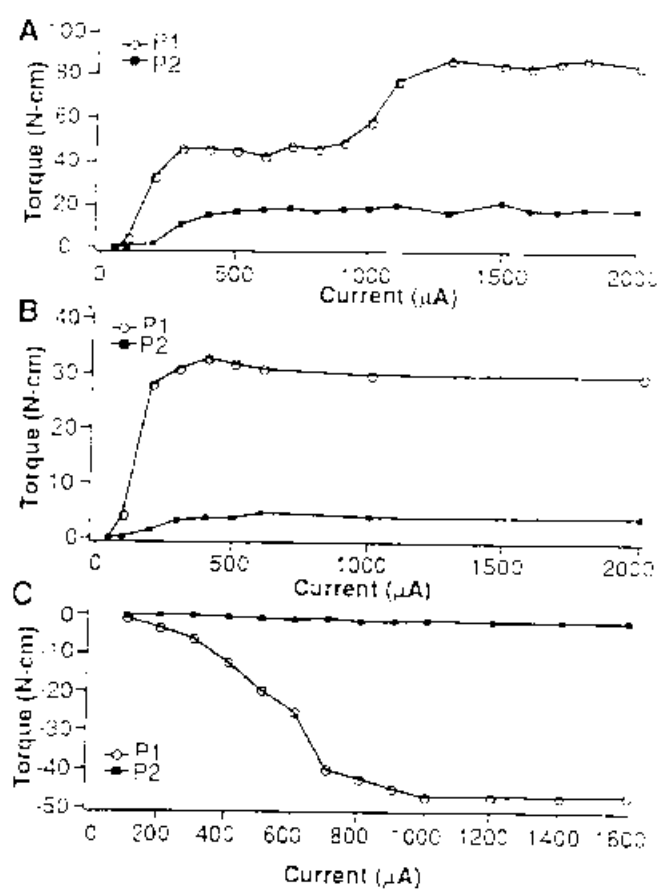 A
100
80
60
40
20
0
Torque (N-cm)
P1
P2
0 500 1000 1500 2000
Current (μA)
B
40
30
20
10
0
Torque (N-cm)
P1
P2
0 500 1000 1500 2000
Current (μA)
C
0
-10
-20
-30
-40
-50
Torque (N-cm)
P1
P2
0 200 400 600 800 1000 1200 1400 1600
Current (μA)